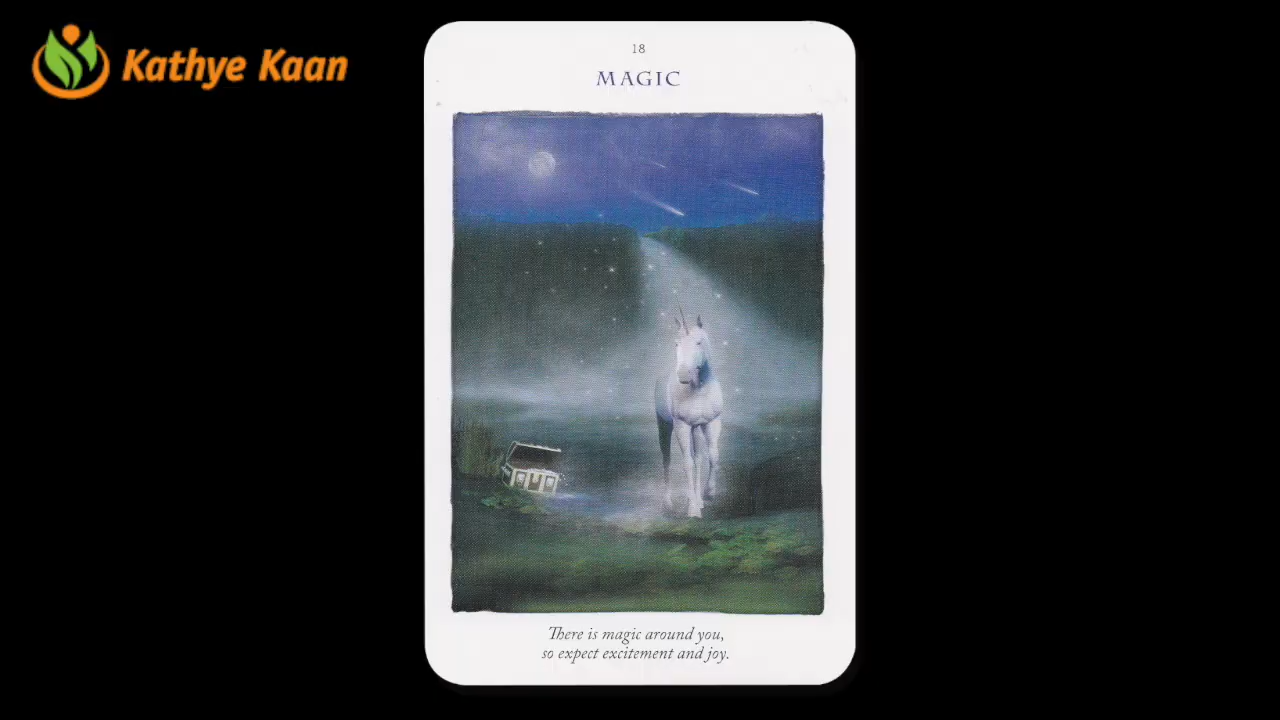 Kathye Kaan
18
MAGIC
There is magic around you,
so expect excitement and joy.